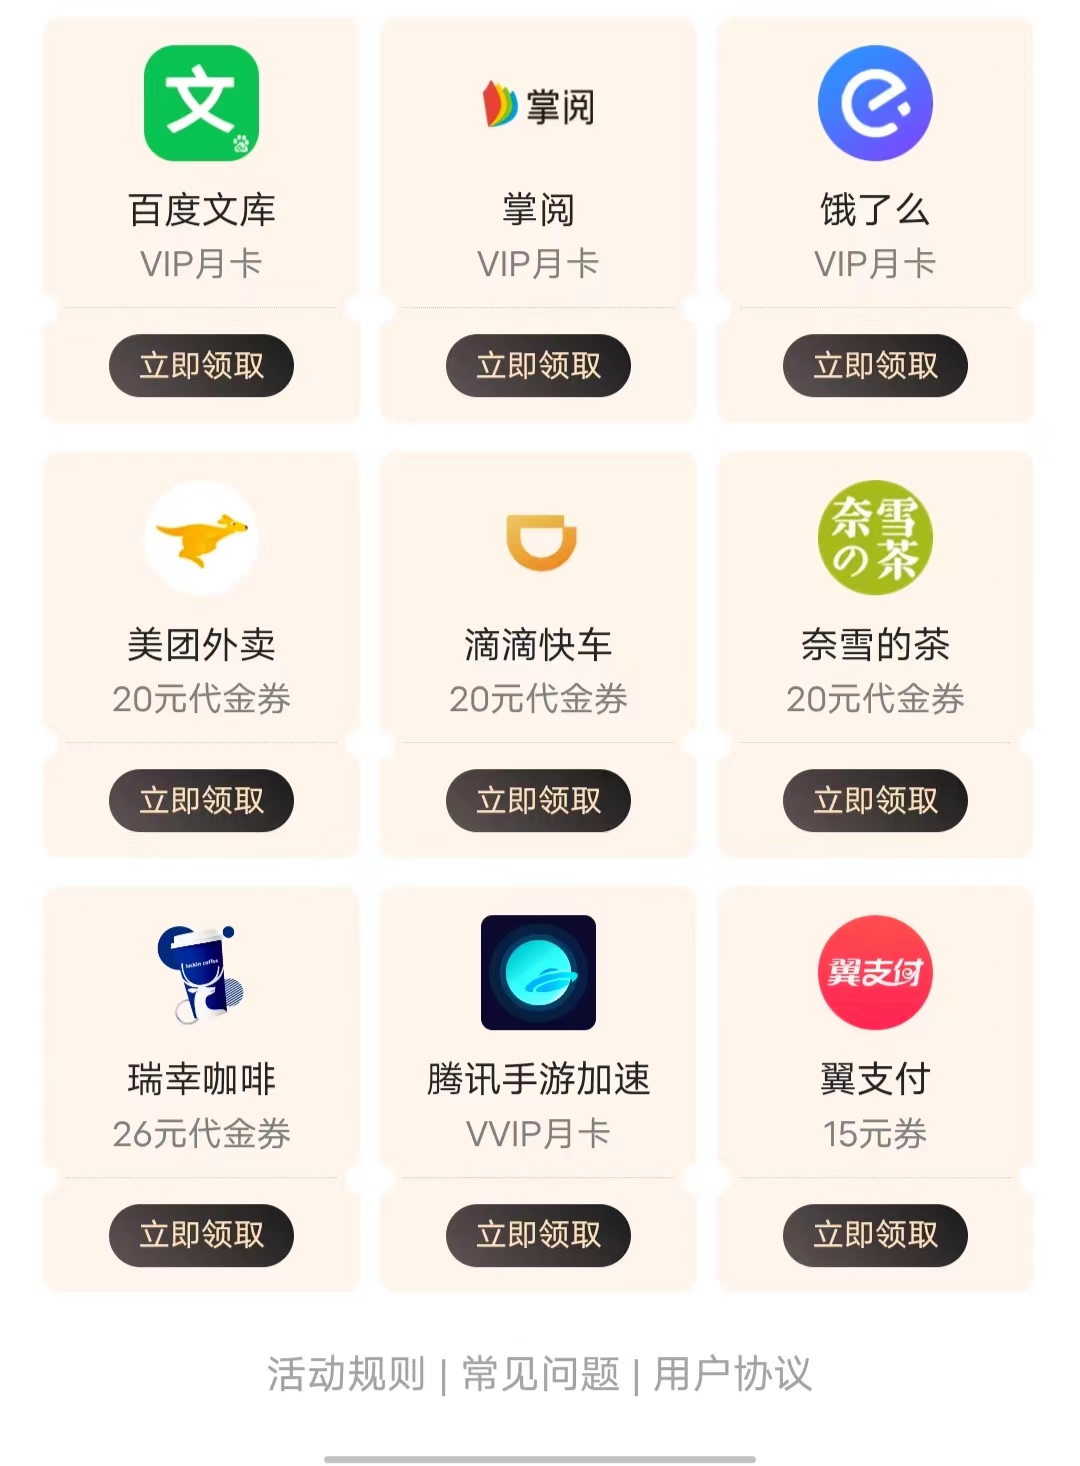 文
掌阅
百度文库
掌阅
饿了么
VIP月卡
VIP月卡
VIP月卡
立即领取
立即领取
立即领取
奈雪
の茶
美团外卖
滴滴快车
奈雪的茶
20元代金券
20元代金券
20元代金券
立即领取
立即领取
立即领取
luckin coffee
翼支付
瑞幸咖啡
腾讯手游加速
翼支付
26元代金券
VVIP月卡
15元券
立即领取
立即领取
立即领取
活动规则 | 常见问题 | 用户协议